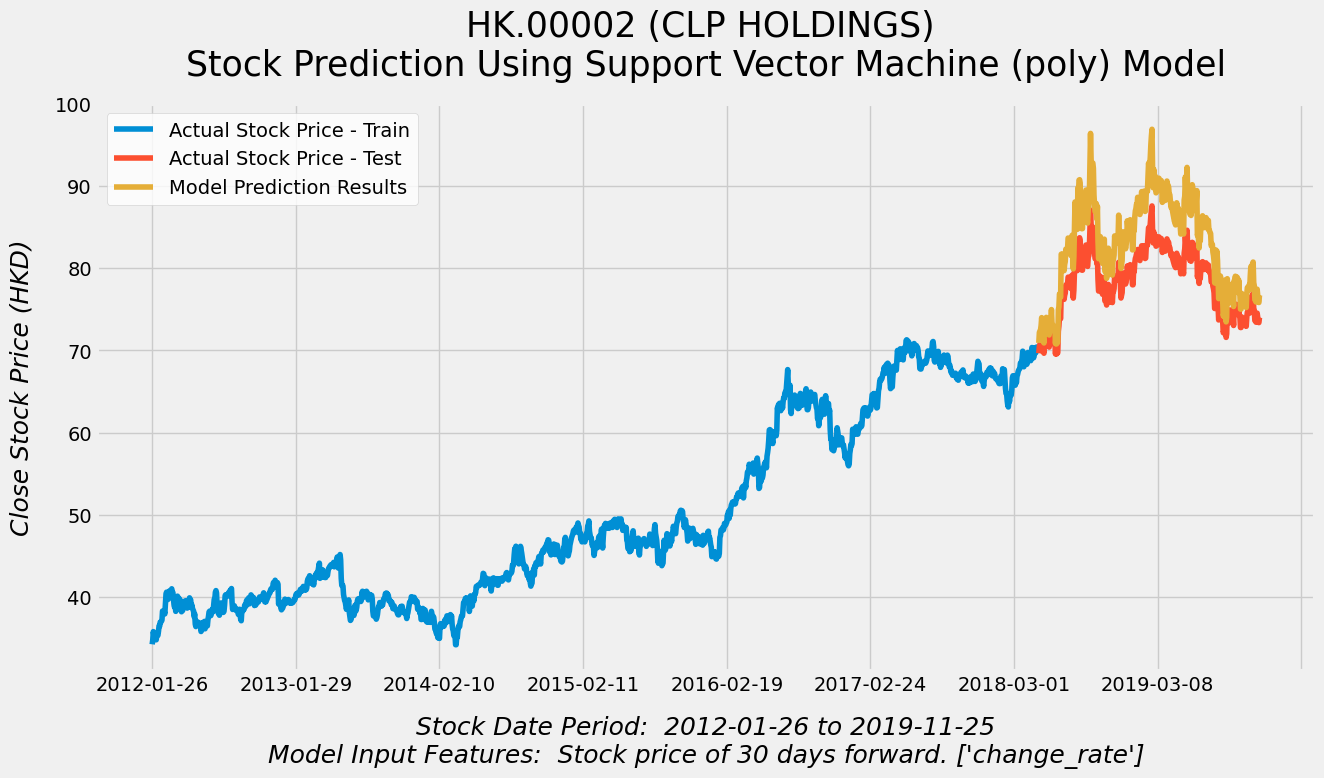 HK.00002 (CLP HOLDINGS)
Stock Prediction Using Support Vector Machine (poly) Model
Close Stock Price (HKD)
100
90
80
70
60
50
40
Actual Stock Price - Train
Actual Stock Price - Test
Model Prediction Results
2012-01-26 2013-01-29 2014-02-10 2015-02-11 2016-02-19 2017-02-24 2018-03-01 2019-03-08
Stock Date Period:  2012-01-26 to 2019-11-25
Model Input Features:  Stock price of 30 days forward. ['change_rate']